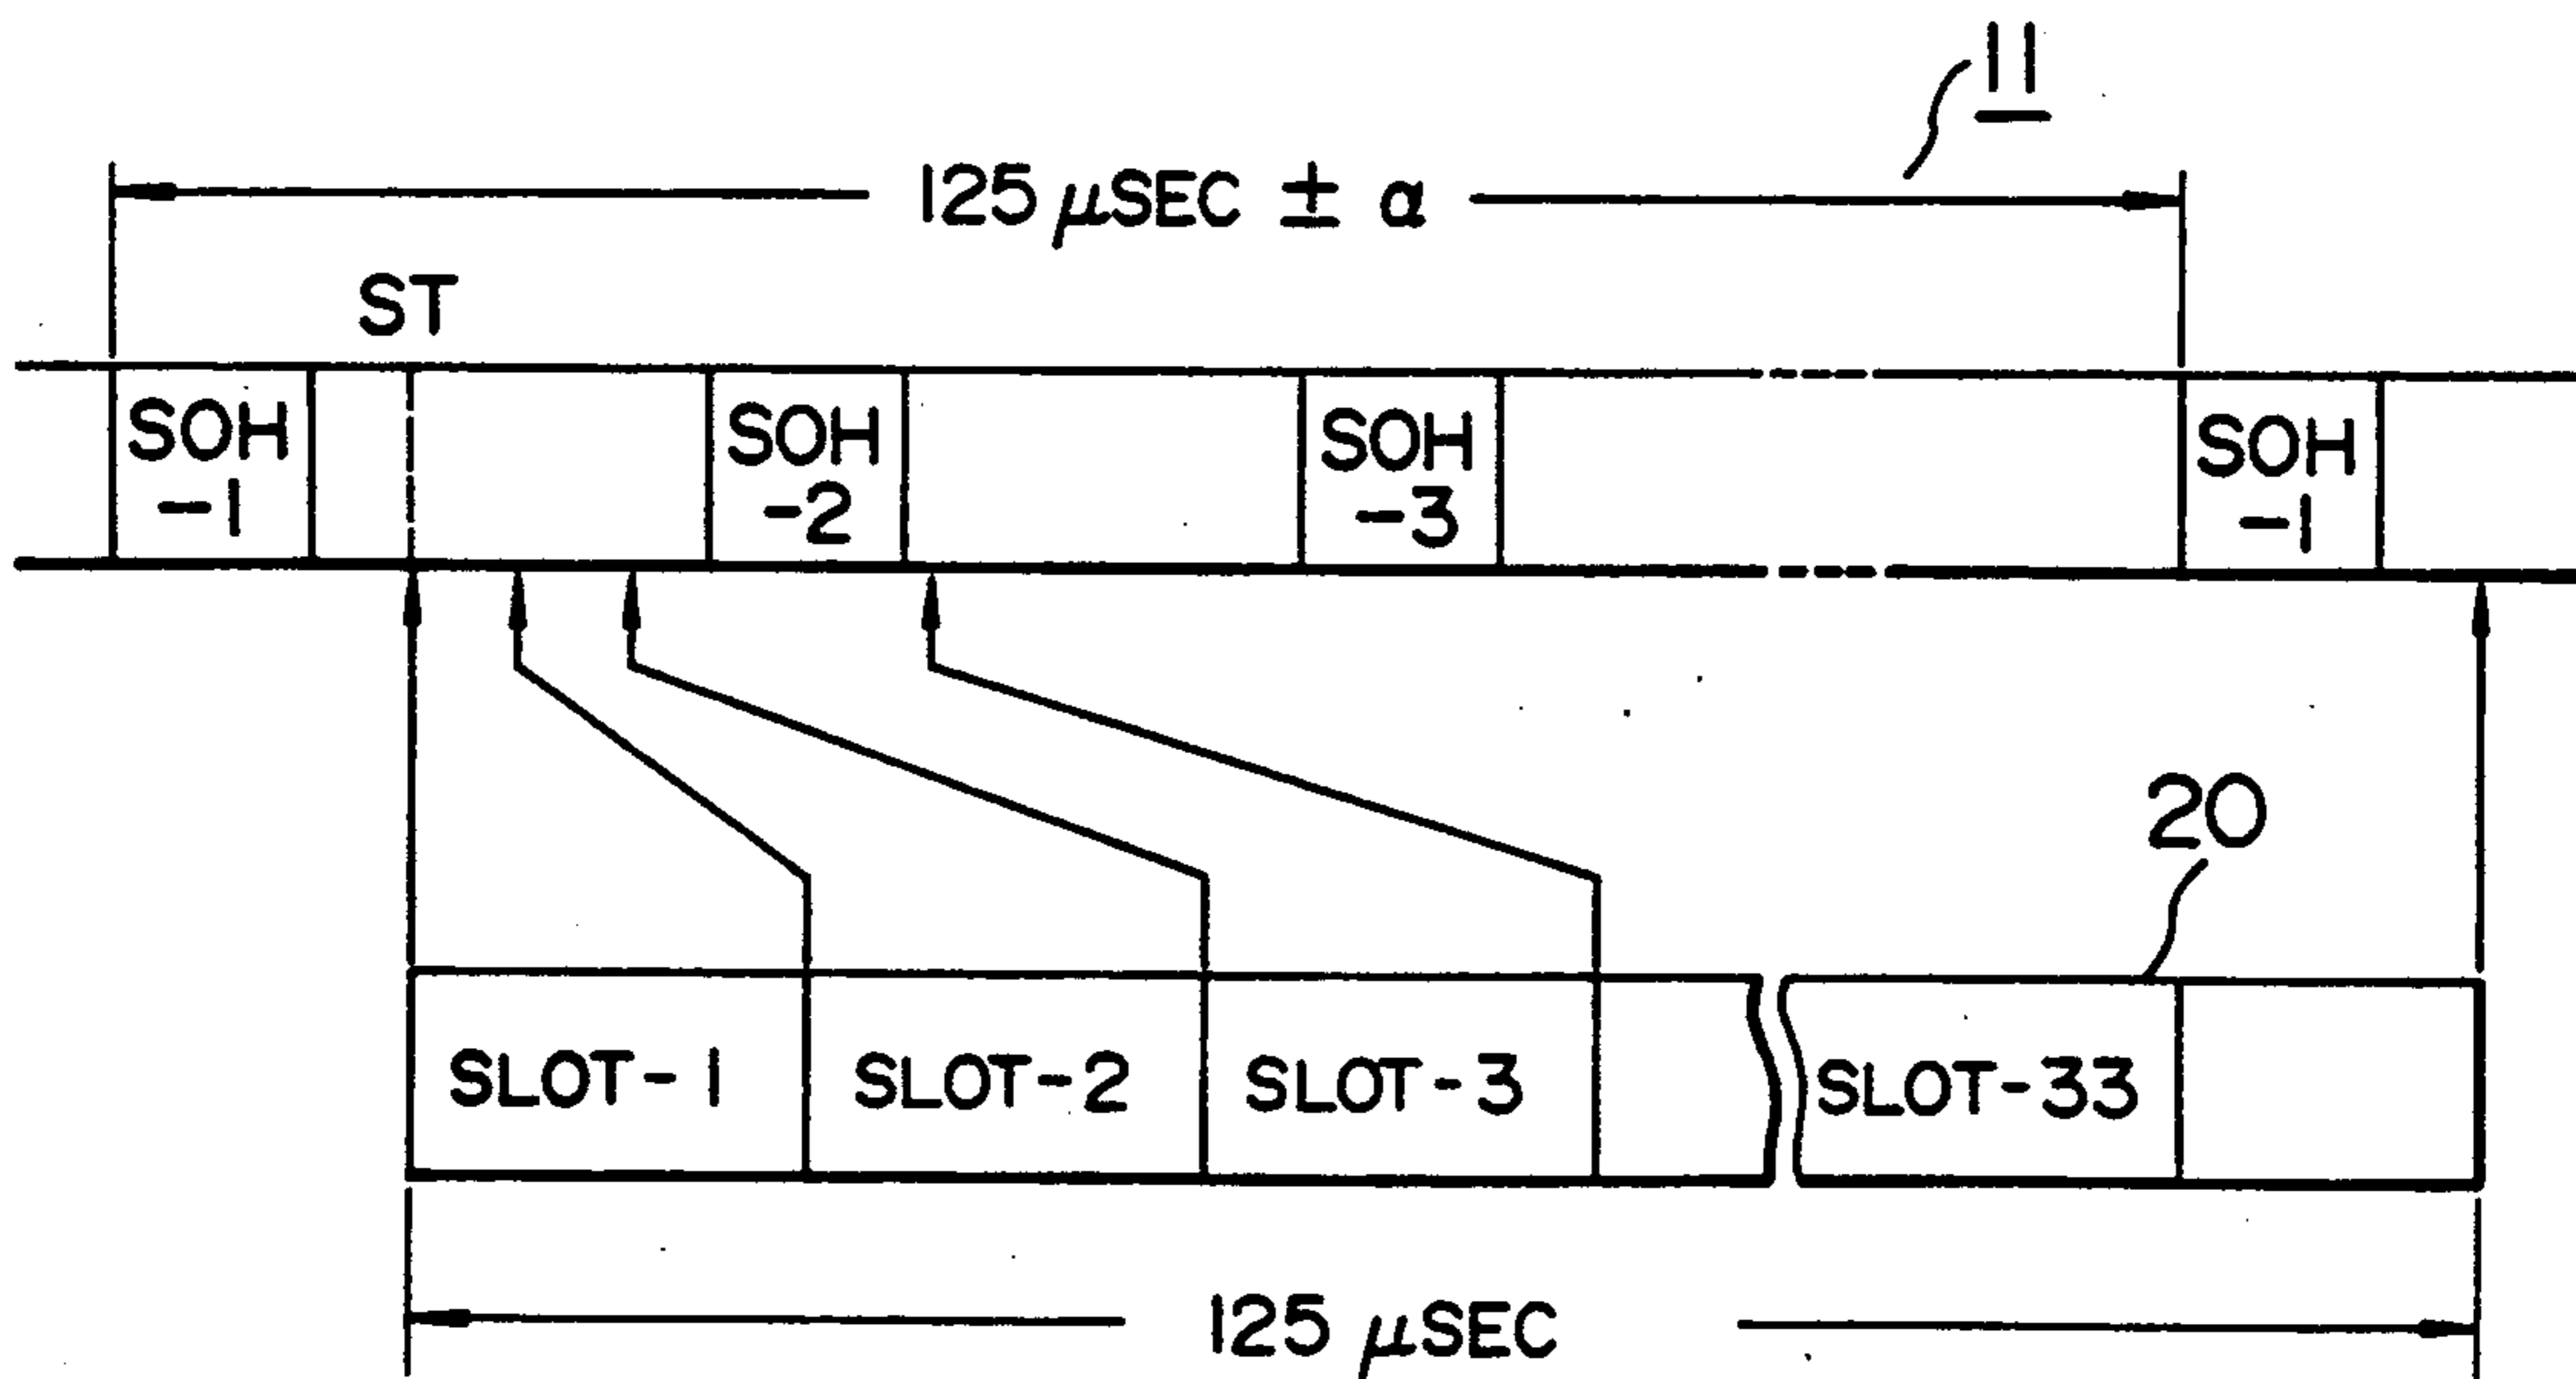 11
125 μSEC ± α
ST
SOH
-1
SOH
-2
SOH
-3
SOH
-1
20
SLOT-1
SLOT-2
SLOT-3
SLOT-33
125 μSEC